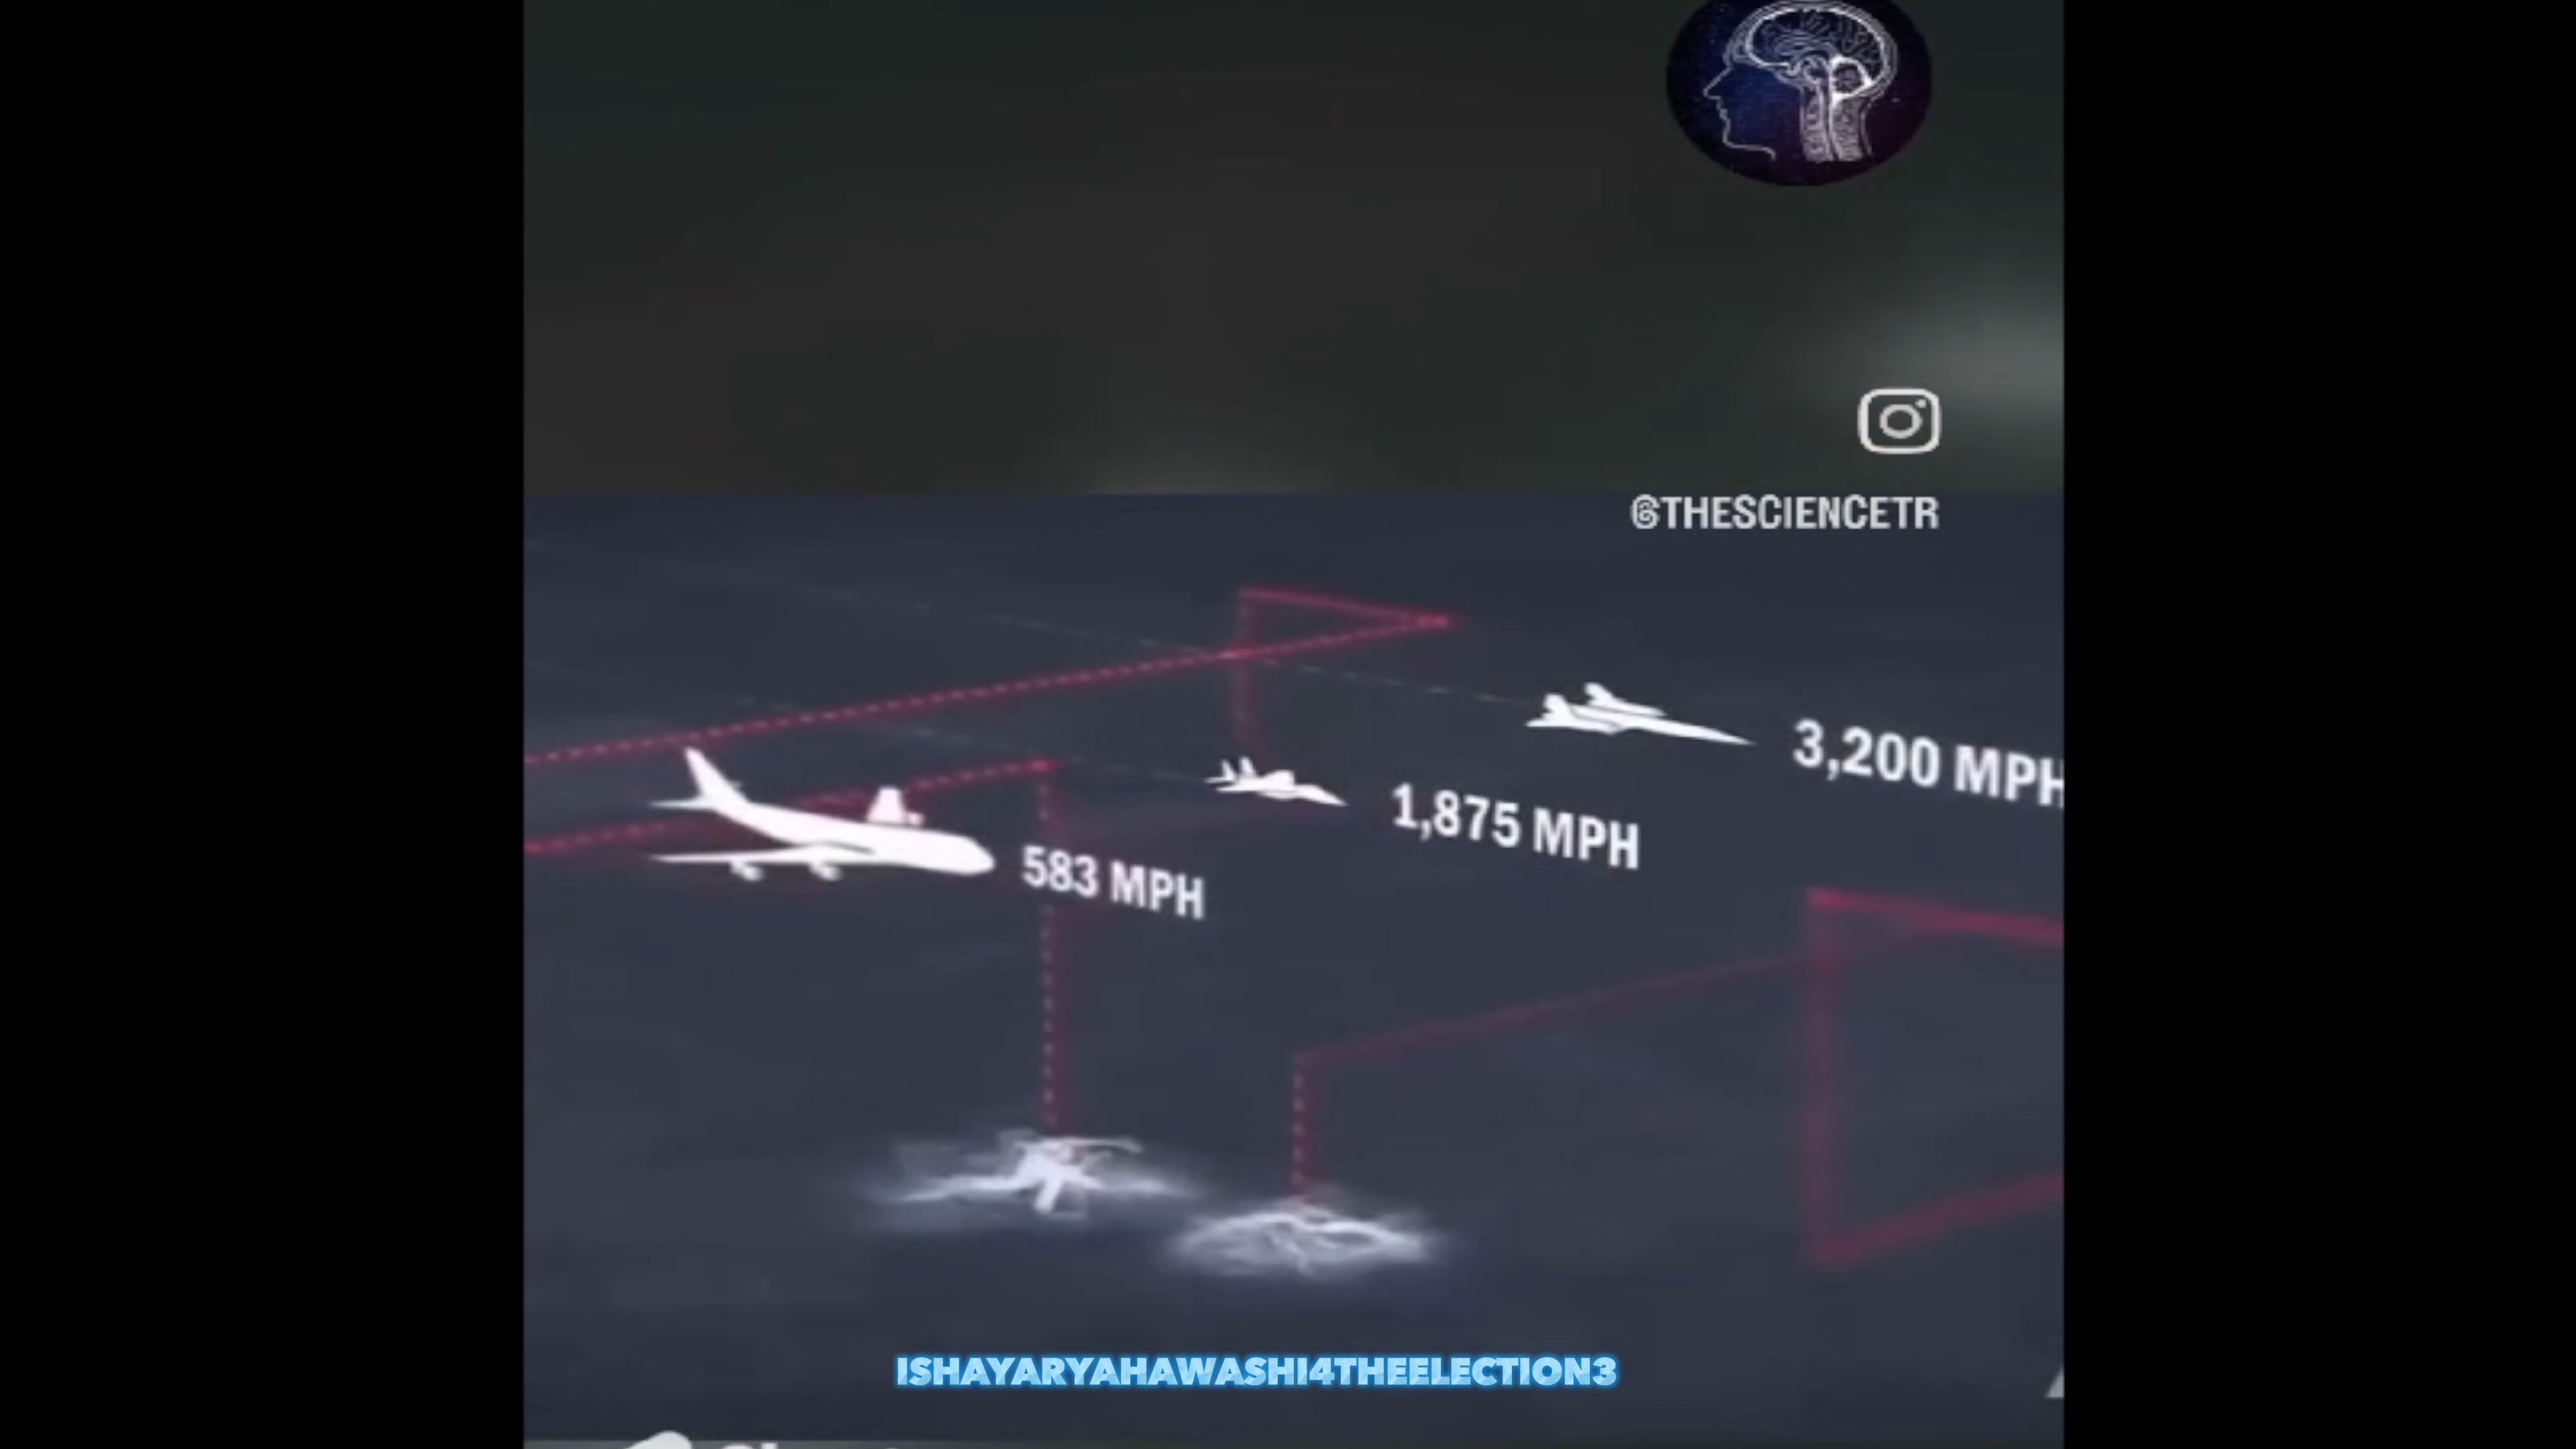 @THESCIENCETR
3,200 MPH
1,875 MPH
583 MPH
ISHAYARYAHAWASHI4THEELECTION3